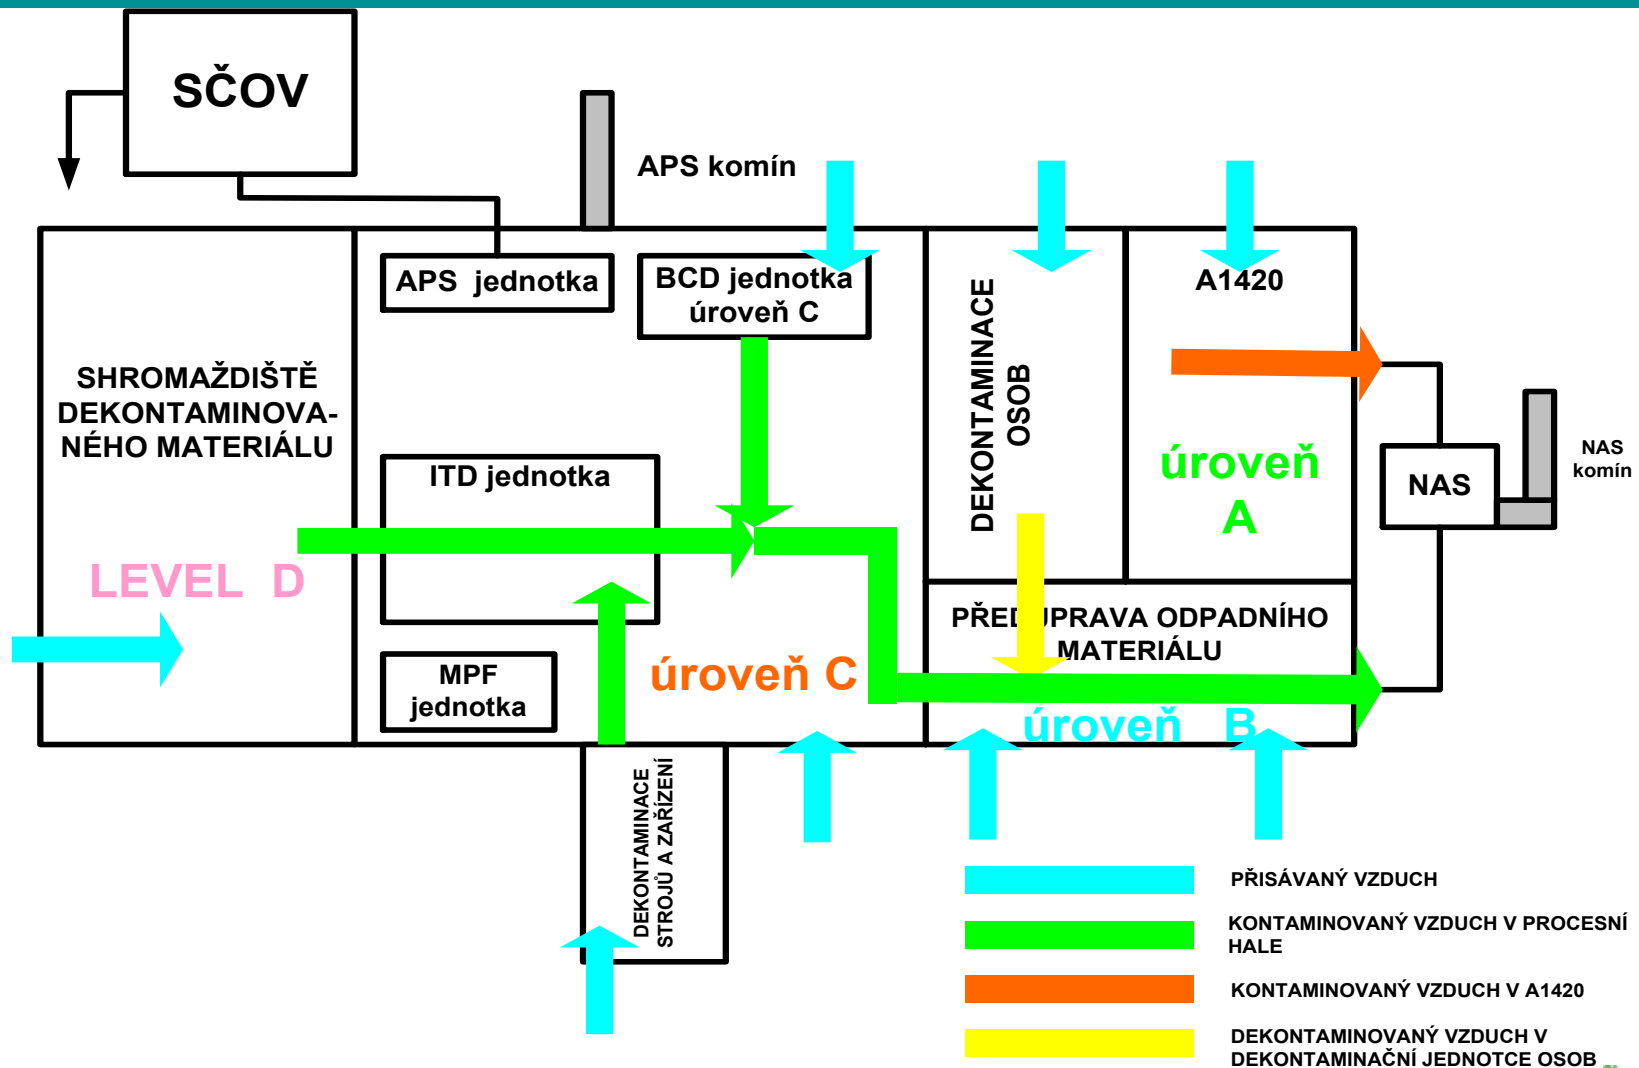 SČOV
APS komín
APS jednotka
BCD jednotka
úroveň C
DEKONTAMINACE
OSOB
A1420
SHROMAŽDIŠTĚ
DEKONTAMINOVA-
NÉHO MATERIÁLU
ITD jednotka
úroveň
A
NAS
NAS
komín
LEVEL D
PŘEDÚPRAVA ODPADNÍHO
MATERIÁLU
MPF
jednotka
úroveň C
úroveň B
DEKONTAMINACE
STROJŮ A ZAŘÍZENÍ
PŘISÁVANÝ VZDUCH
KONTAMINOVANÝ VZDUCH V PROCESNÍ
HALE
KONTAMINOVANÝ VZDUCH V A1420
DEKONTAMINOVANÝ VZDUCH V
DEKONTAMINAČNÍ JEDNOTCE OSOB